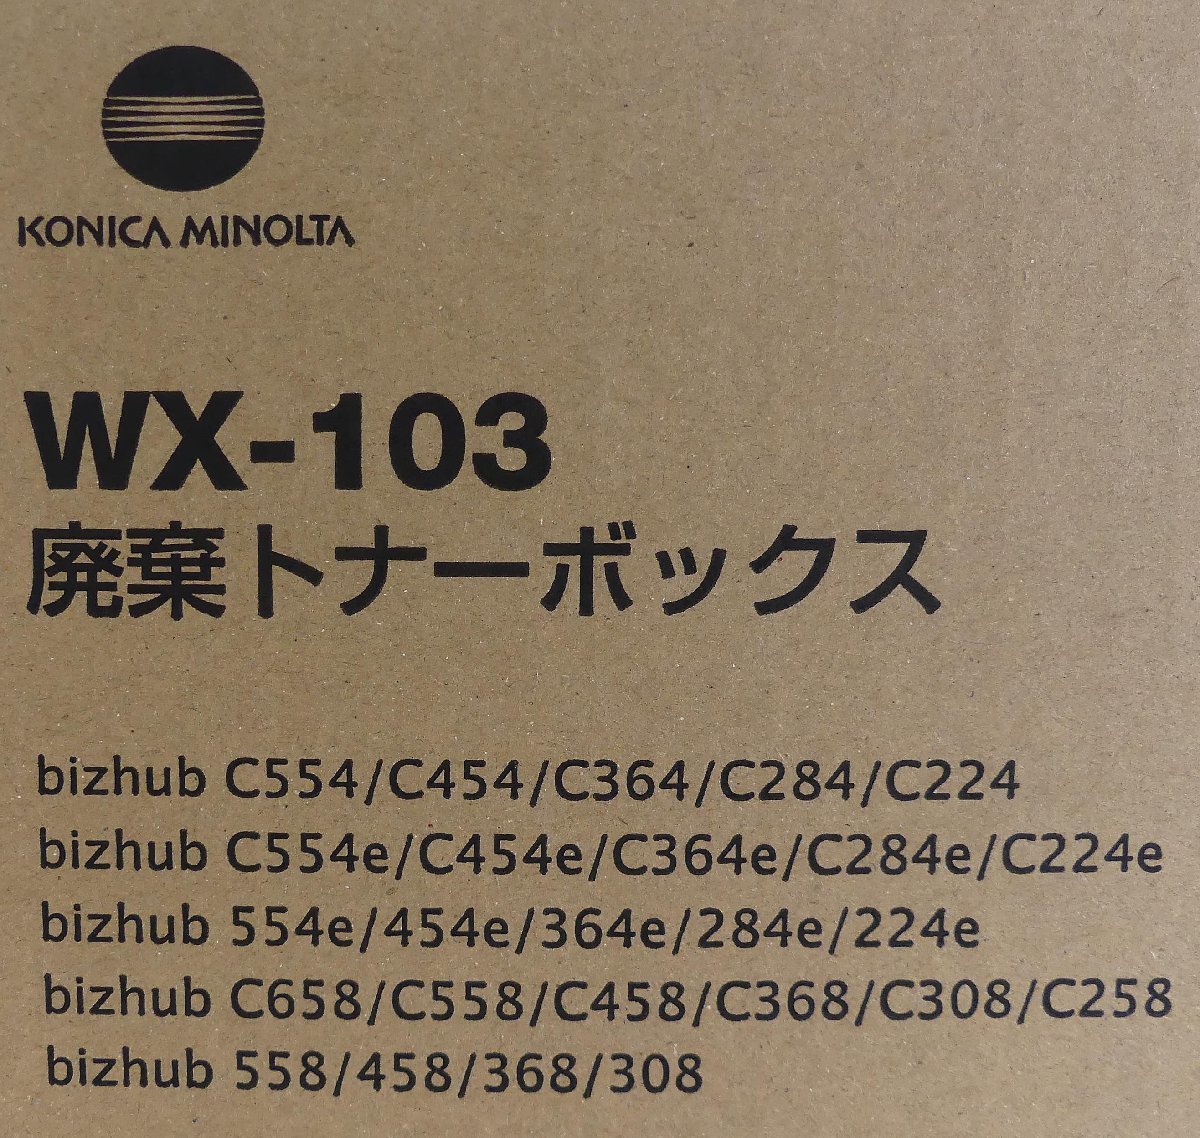 KONICA MINOLTA
WX-103
廃棄トナーボックス
bizhub C554/C454/C364/C284/C224
bizhub C554e/C454e/C364e/C284e/C224e
bizhub 554e/454e/364e/284e/224e
bizhub C658/C558/C458/C368/C308/C258
bizhub 558/458/368/308